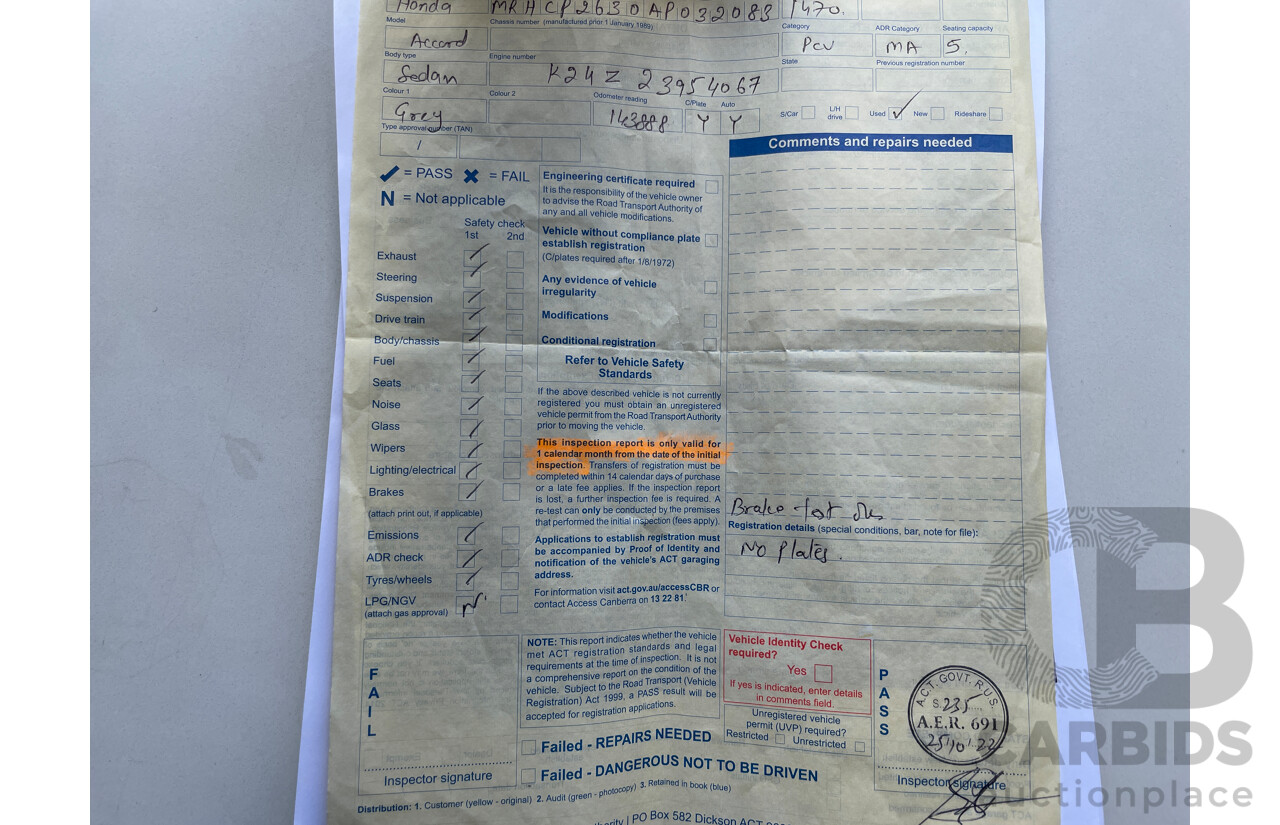 Honda MRHCP2630AP032083 1470.
Model Chassis number (manufactured prior 1 January 1989) Category ADR Category Seating capacity
Accord Pcv MA 5.
Body type Engine number State Previous registration number
Sedan K24Z 23954067
Colour 1 Colour 2 Odometer reading C/Plate Auto
Grey 143888 Y Y
S/Car L/H drive Used ✓ New Rideshare
Type approval number (TAN)
Comments and repairs needed
✓ = PASS ✖ = FAIL
N = Not applicable
Safety check
1st 2nd
Exhaust
Steering
Suspension
Drive train
Body/chassis
Fuel
Seats
Noise
Glass
Wipers
Lighting/electrical
Brakes
(attach print out, if applicable)
Emissions
ADR check
Tyres/wheels
LPG/NGV N
(attach gas approval)
Engineering certificate required
It is the responsibility of the vehicle owner
to advise the Road Transport Authority of
any and all vehicle modifications.
Vehicle without compliance plate
establish registration
(C/plates required after 1/8/1972)
Any evidence of vehicle
irregularity
Modifications
Conditional registration
Refer to Vehicle Safety
Standards
If the above described vehicle is not currently
registered you must obtain an unregistered
vehicle permit from the Road Transport Authority
prior to moving the vehicle.
This inspection report is only valid for
1 calendar month from the date of the initial
inspection. Transfers of registration must be
completed within 14 calendar days of purchase
or a late fee applies. If the inspection report
is lost, a further inspection fee is required. A
re-test can only be conducted by the premises
that performed the initial inspection (fees apply).
Applications to establish registration must
be accompanied by Proof of Identity and
notification of the vehicle's ACT garaging
address.
For information visit act.gov.au/accessCBR or
contact Access Canberra on 13 22 81.
Brake test
Registration details (special conditions, bar, note for file):
NO Plates.
FAIL
Inspector signature
NOTE: This report indicates whether the vehicle
met ACT registration standards and legal
requirements at the time of inspection. It is not
a comprehensive report on the condition of the
vehicle. Subject to the Road Transport (Vehicle
Registration) Act 1999, a PASS result will be
accepted for registration applications.
Vehicle Identity Check
required?
Yes
If yes is indicated, enter details
in comments field.
Unregistered vehicle
permit (UVP) required?
Restricted Unrestricted
Failed - REPAIRS NEEDED
Failed - DANGEROUS NOT TO BE DRIVEN
PASS
A.C.T. GOVT. R.U.S.
S.235
A.E.R. 691
25/10/22
Inspector signature
Distribution: 1. Customer (yellow - original) 2. Audit (green - photocopy) 3. Retained in book (blue)
PO Box 582 Dickson ACT
CARBIDS
auctionplace